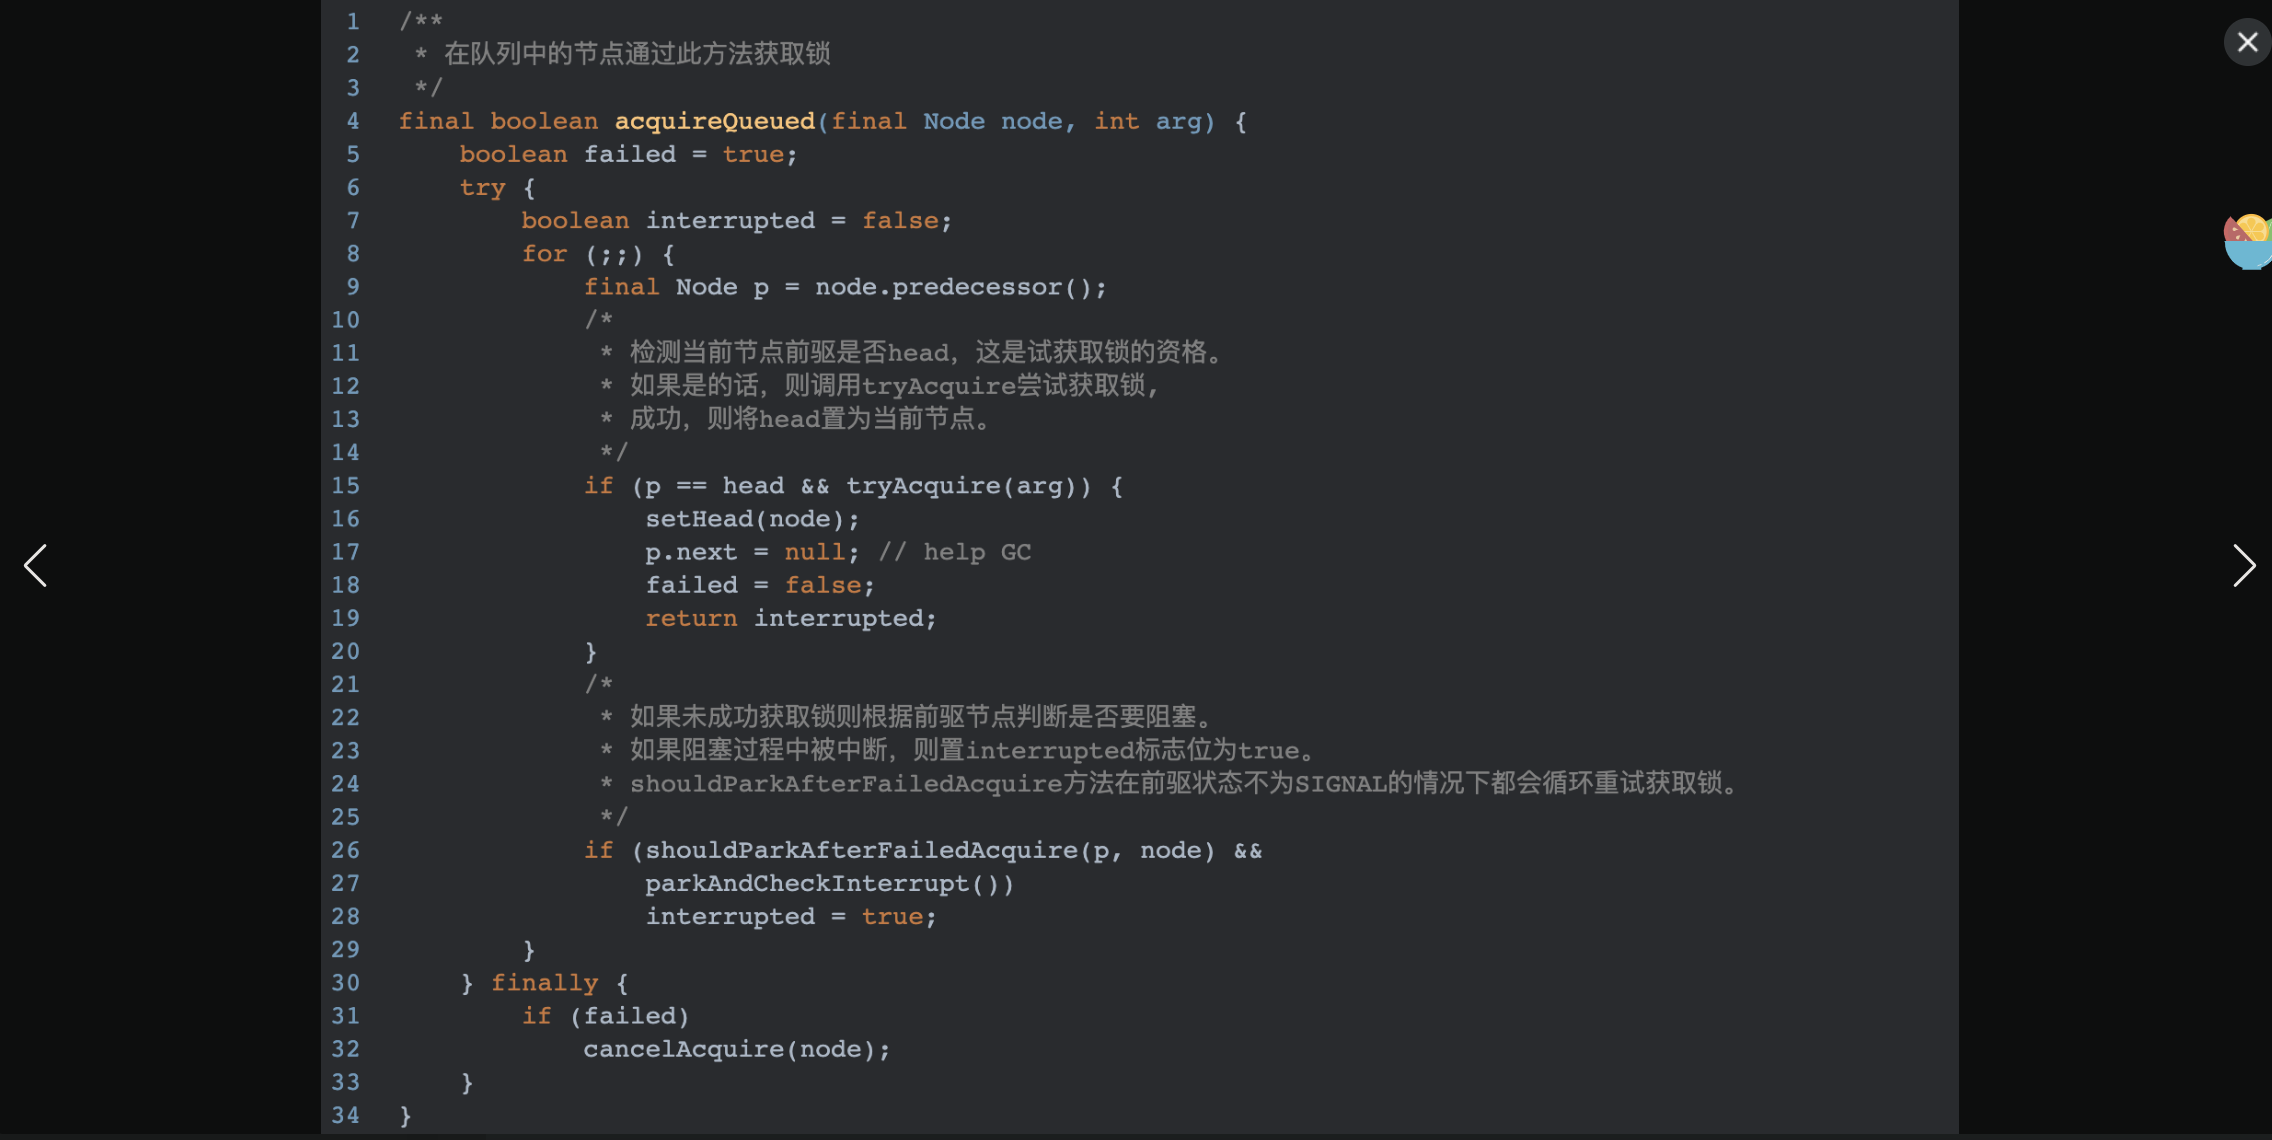 1 /**
2  * 在队列中的节点通过此方法获取锁
3  */
4 final boolean acquireQueued(final Node node, int arg) {
5     boolean failed = true;
6     try {
7         boolean interrupted = false;
8         for (;;) {
9             final Node p = node.predecessor();
10             /*
11              * 检测当前节点前驱是否head，这是试获取锁的资格。
12              * 如果是的话，则调用tryAcquire尝试获取锁,
13              * 成功，则将head置为当前节点。
14              */
15             if (p == head && tryAcquire(arg)) {
16                 setHead(node);
17                 p.next = null; // help GC
18                 failed = false;
19                 return interrupted;
20             }
21             /*
22              * 如果未成功获取锁则根据前驱节点判断是否要阻塞。
23              * 如果阻塞过程中被中断，则置interrupted标志位为true。
24              * shouldParkAfterFailedAcquire方法在前驱状态不为SIGNAL的情况下都会循环重试获取锁。
25              */
26             if (shouldParkAfterFailedAcquire(p, node) &&
27                 parkAndCheckInterrupt())
28                 interrupted = true;
29         }
30     } finally {
31         if (failed)
32             cancelAcquire(node);
33     }
34 }